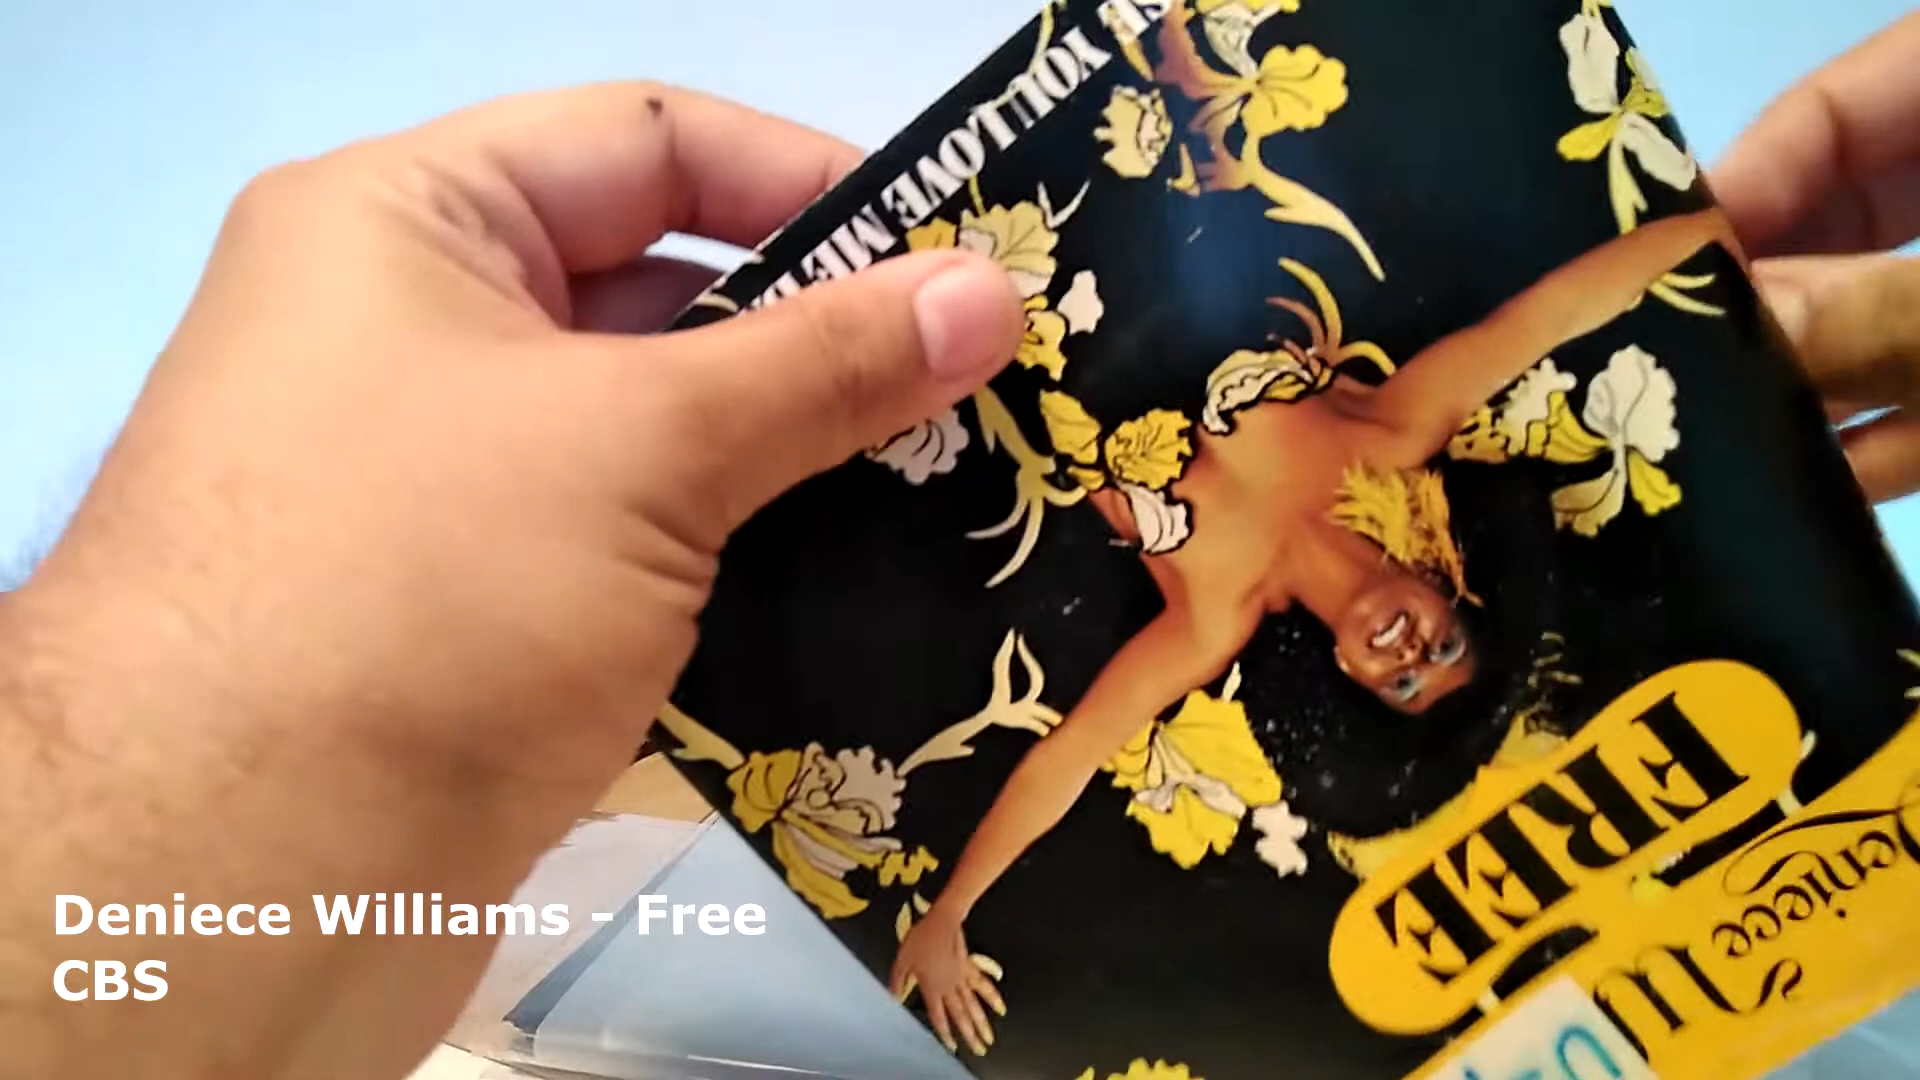 YOU LOVE ME
FREE
Deniece
Deniece Williams - Free
CBS